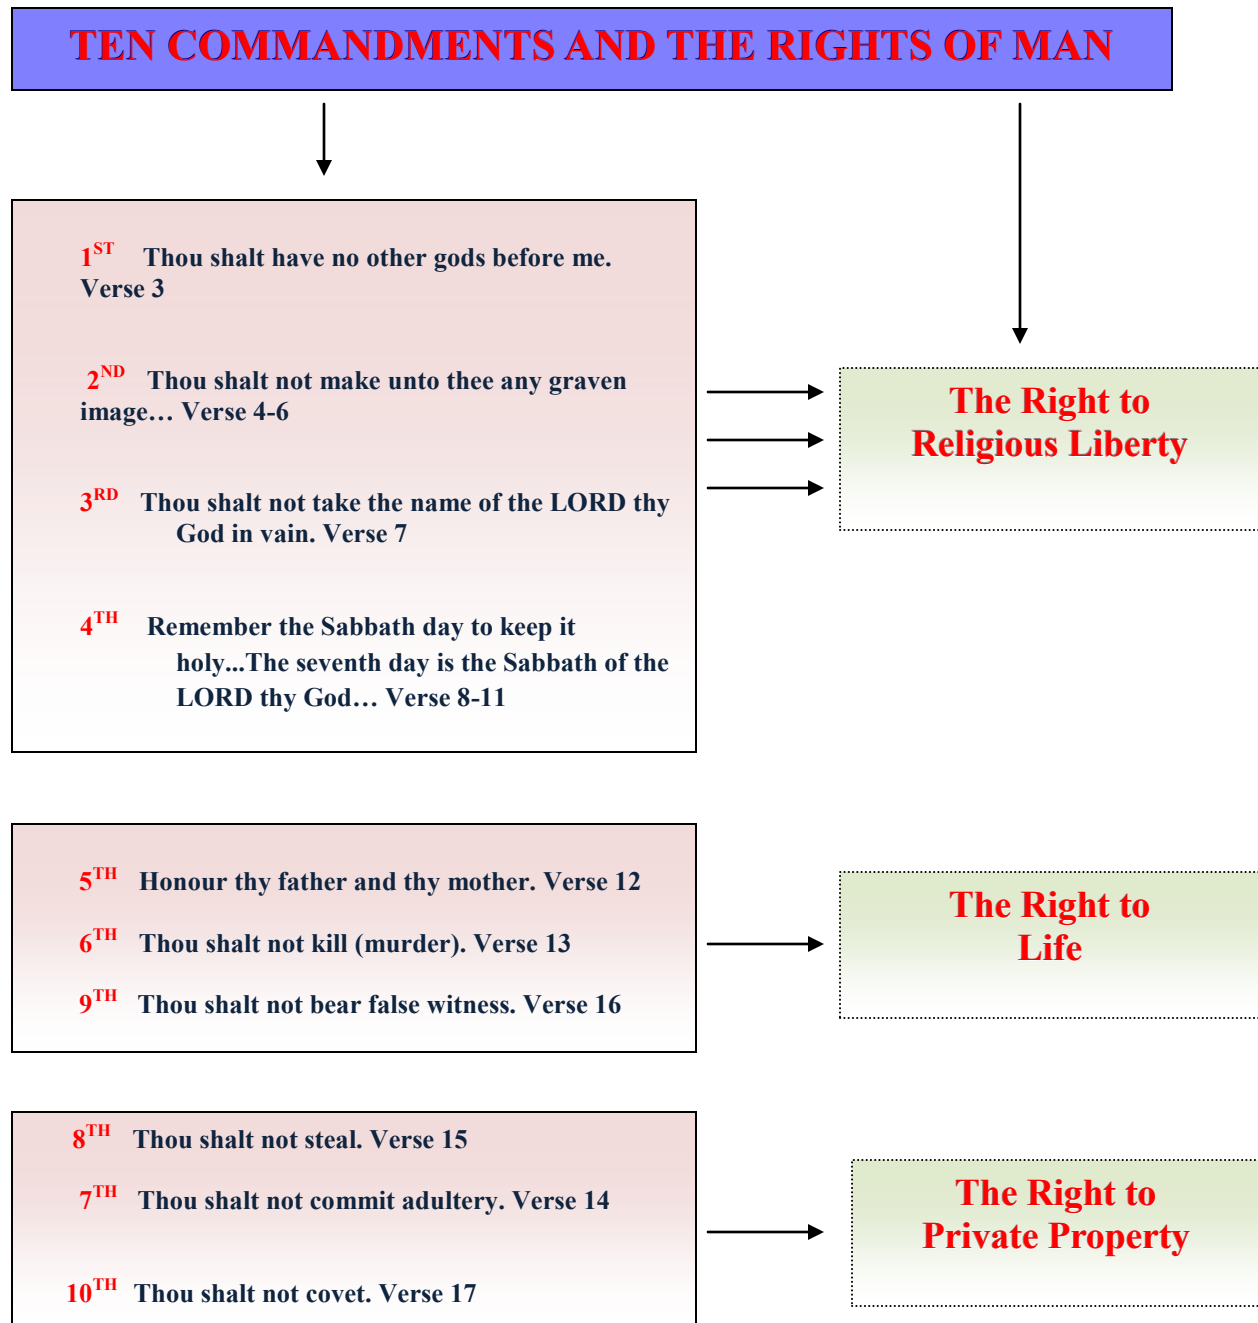 TEN COMMANDMENTS AND THE RIGHTS OF MAN
1ST Thou shalt have no other gods before me.
Verse 3
2ND Thou shalt not make unto thee any graven
image… Verse 4-6
3RD Thou shalt not take the name of the LORD thy
God in vain. Verse 7
4TH Remember the Sabbath day to keep it
holy...The seventh day is the Sabbath of the
LORD thy God… Verse 8-11
The Right to
Religious Liberty
5TH Honour thy father and thy mother. Verse 12
6TH Thou shalt not kill (murder). Verse 13
9TH Thou shalt not bear false witness. Verse 16
The Right to
Life
8TH Thou shalt not steal. Verse 15
7TH Thou shalt not commit adultery. Verse 14
10TH Thou shalt not covet. Verse 17
The Right to
Private Property